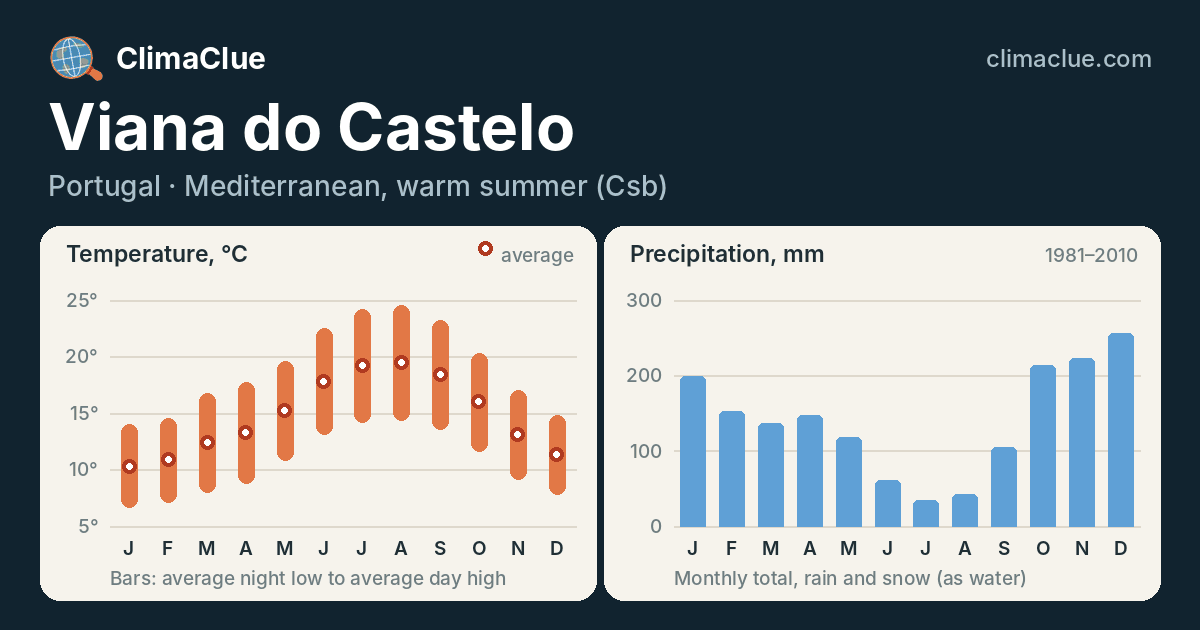 ClimaClue
climaclue.com
Viana do Castelo
Portugal · Mediterranean, warm summer (Csb)
Temperature, °C
average
25°
20°
15°
10°
5°
J F M A M J J A S O N D
Bars: average night low to average day high
Precipitation, mm
1981–2010
300
200
100
0
J F M A M J J A S O N D
Monthly total, rain and snow (as water)